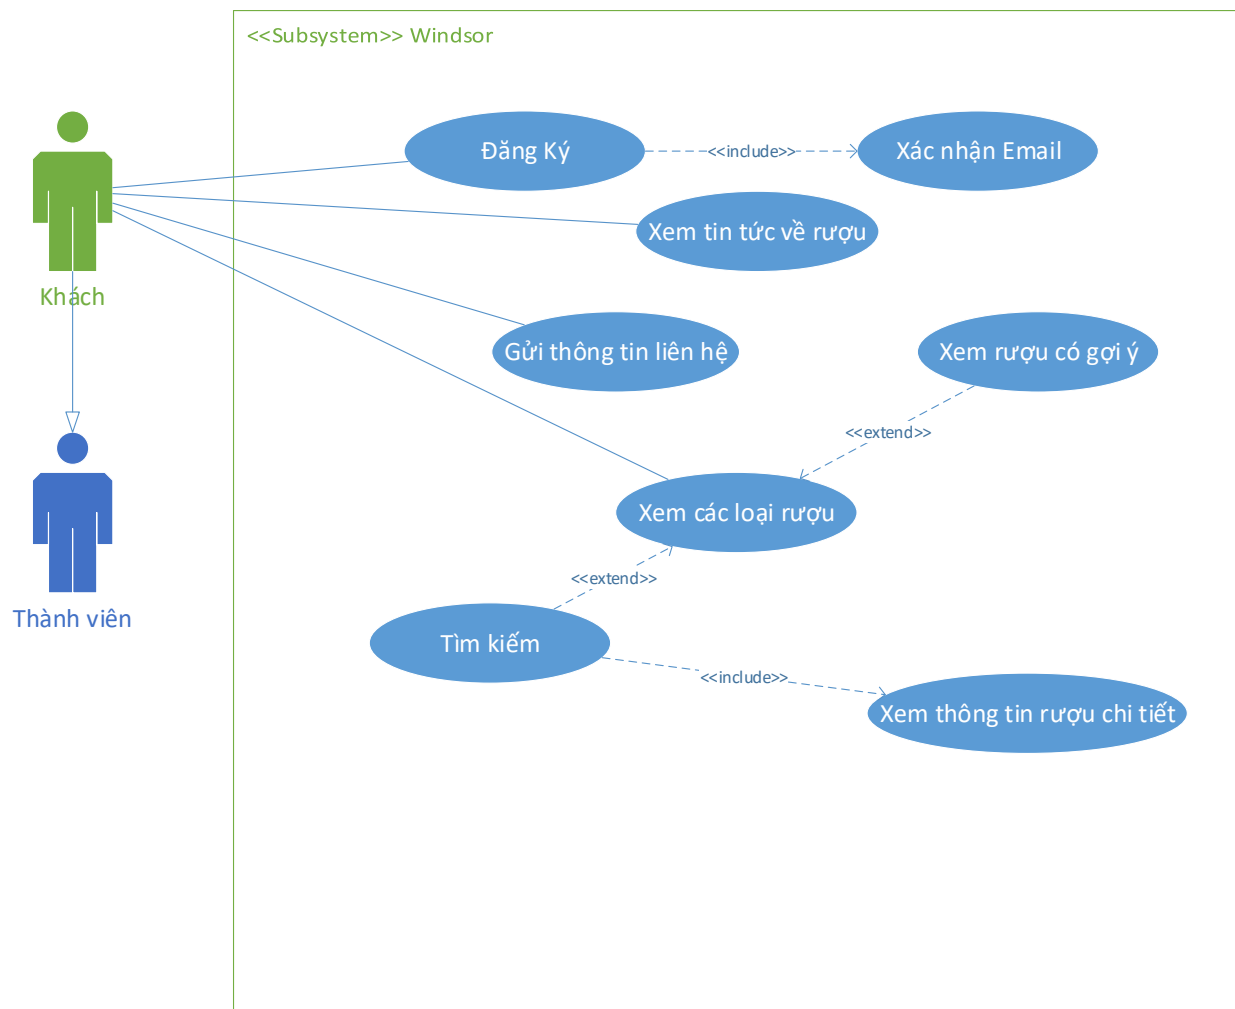 <<Subsystem>> Windsor
Đăng Ký
<<include>>
Xác nhận Email
Xem tin tức về rượu
Khách
Gửi thông tin liên hệ
Xem rượu có gợi ý
<<extend>>
Xem các loại rượu
<<extend>>
Thành viên
Tìm kiếm
<<include>>
Xem thông tin rượu chi tiết